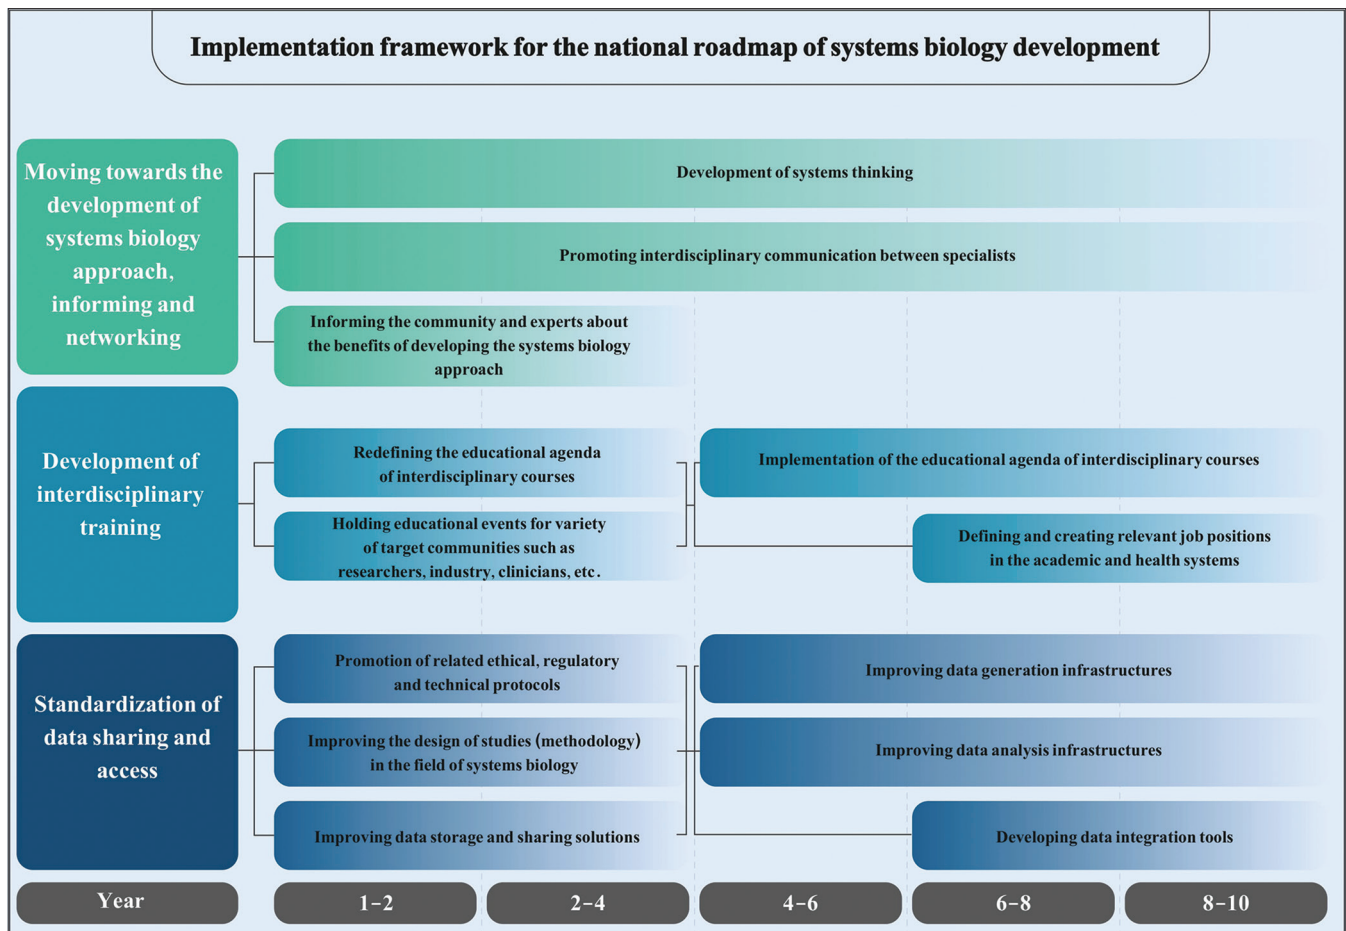 Implementation framework for the national roadmap of systems biology development
Moving towards the
development of
systems biology
approach,
informing and
networking
Development of systems thinking
Promoting interdisciplinary communication between specialists
Informing the community and experts about
the benefits of developing the systems biology
approach
Development of
interdisciplinary
training
Redefining the educational agenda
of interdisciplinary courses
Implementation of the educational agenda of interdisciplinary courses
Holding educational events for variety
of target communities such as
researchers, industry, clinicians, etc.
Defining and creating relevant job positions
in the academic and health systems
Standardization of
data sharing and
access
Promotion of related ethical, regulatory
and technical protocols
Improving data generation infrastructures
Improving the design of studies (methodology)
in the field of systems biology
Improving data analysis infrastructures
Improving data storage and sharing solutions
Developing data integration tools
Year
1-2
2-4
4-6
6-8
8-10